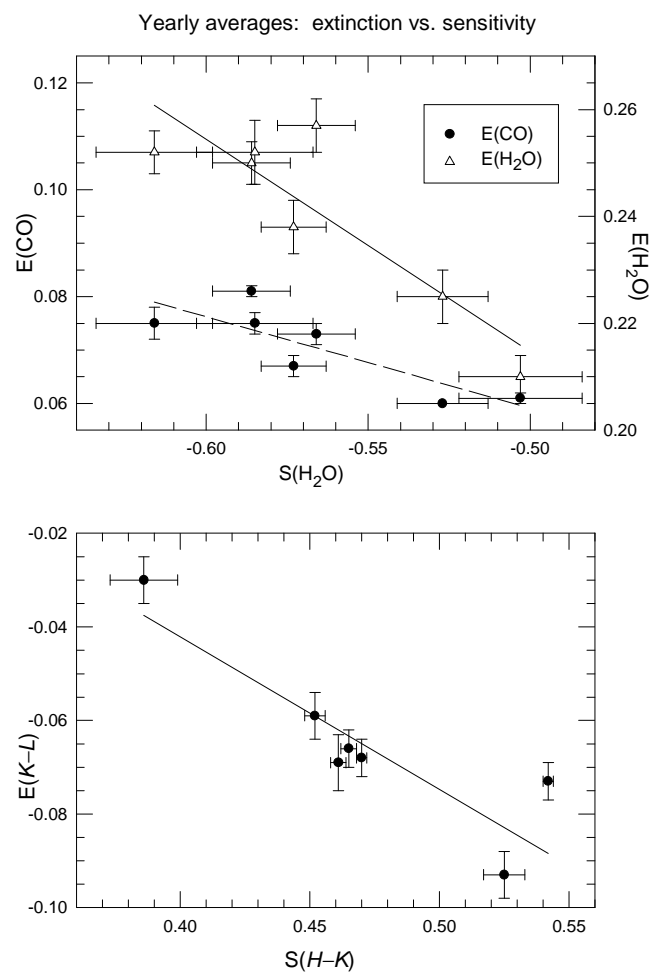 Yearly averages: extinction vs. sensitivity
0.12
0.10
0.08
0.06
E(CO)
0.26
0.24
0.22
0.20
E(H2O)
E(CO)
E(H2O)
-0.60
-0.55
-0.50
S(H2O)
-0.02
-0.04
-0.06
-0.08
-0.10
E(K–L)
0.40
0.45
0.50
0.55
S(H–K)